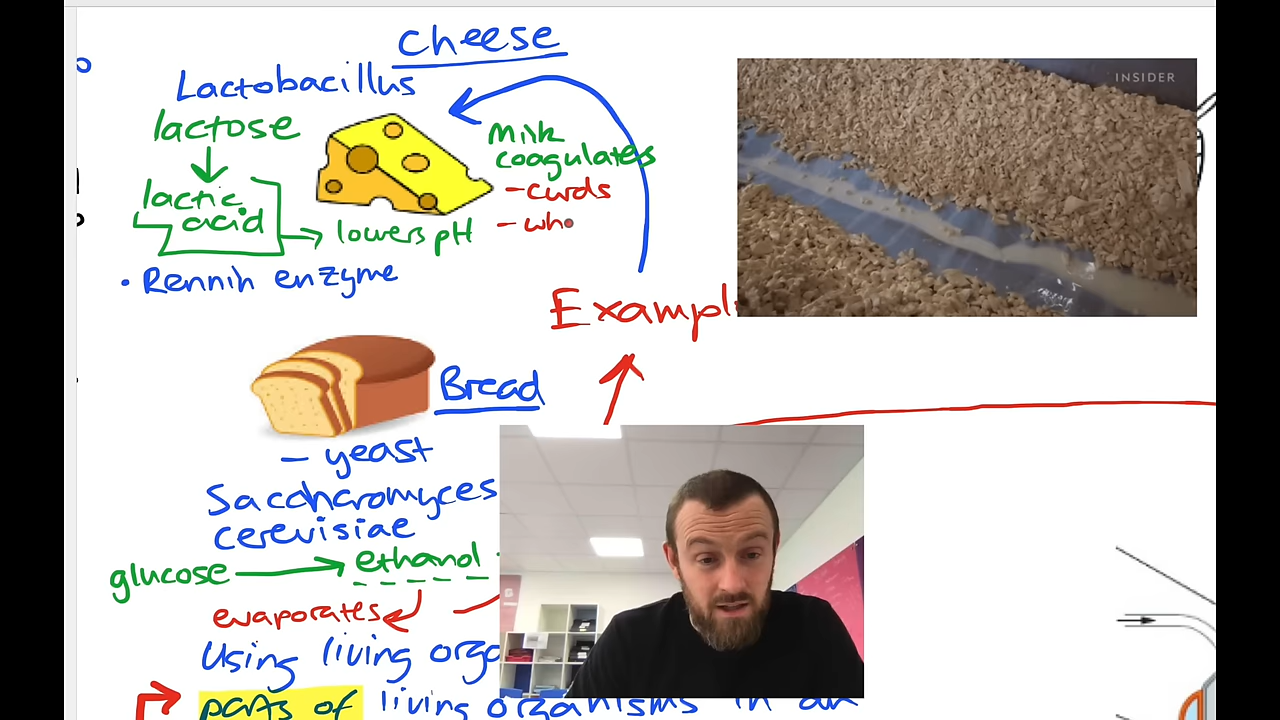 cheese
Lactobacillus
lactose
lactic
acid
lowers pH
• Rennin enzyme
Milk
coagulates
- curds
- wh
INSIDER
Exampl
Bread
- yeast
Saccharomyces
cerevisiae
glucose
ethanol
evaporates
Using living orga
parts of living organisms in an